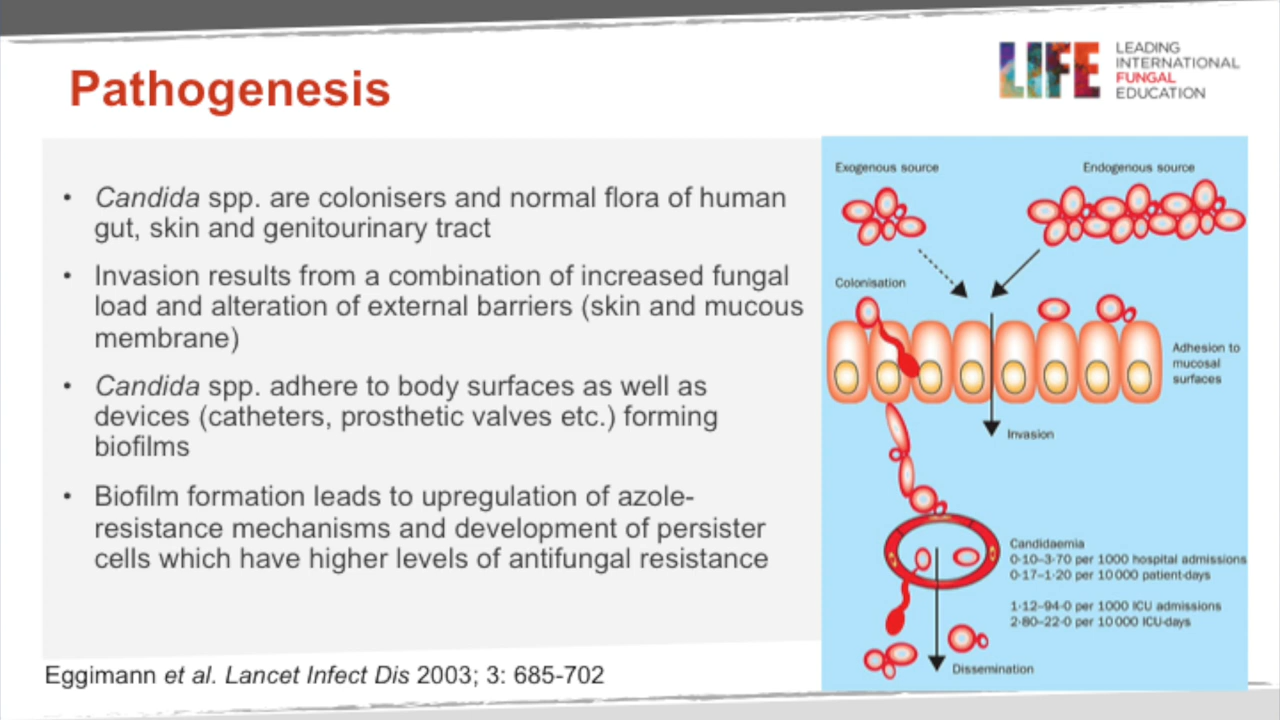 Pathogenesis
LIFE
LEADING
INTERNATIONAL
FUNGAL
EDUCATION
• Candida spp. are colonisers and normal flora of human
gut, skin and genitourinary tract
• Invasion results from a combination of increased fungal
load and alteration of external barriers (skin and mucous
membrane)
• Candida spp. adhere to body surfaces as well as
devices (catheters, prosthetic valves etc.) forming
biofilms
• Biofilm formation leads to upregulation of azole-
resistance mechanisms and development of persister
cells which have higher levels of antifungal resistance
Eggimann et al. Lancet Infect Dis 2003; 3: 685-702
Exogenous source
Endogenous source
Colonisation
Adhesion to
mucosal
surfaces
Invasion
Candidaemia
0·10–3·70 per 1000 hospital admissions
0·17–1·20 per 10 000 patient-days
1·12–94·0 per 1000 ICU admissions
2·80–22·0 per 10 000 ICU-days
Dissemination